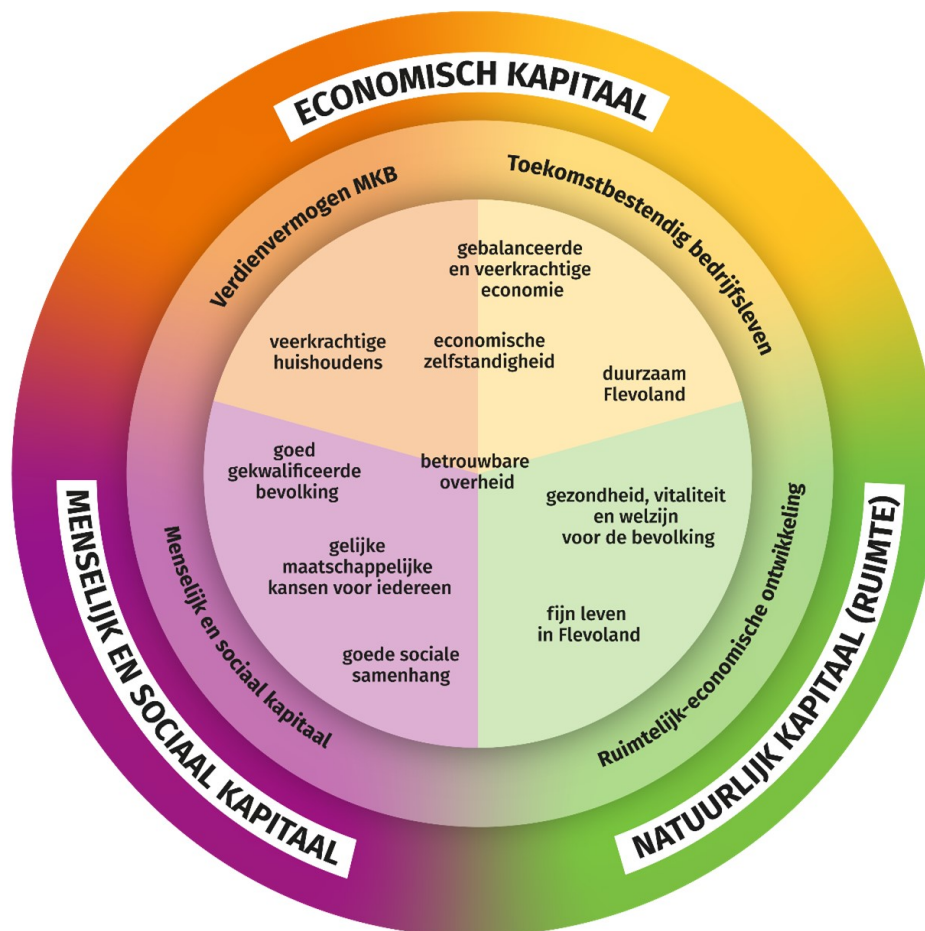 ECONOMISCH KAPITAAL
Verdienvermogen MKB
Toekomstbestendig bedrijfsleven
gebalanceerde
en veerkrachtige
economie
veerkrachtige
huishoudens
economische
zelfstandigheid
duurzaam
Flevoland
goed
gekwalificeerde
bevolking
betrouwbare
overheid
gezondheid, vitaliteit
en welzijn
voor de bevolking
gelijke
maatschappelijke
kansen voor iedereen
fijn leven
in Flevoland
goede sociale
samenhang
Menselijk en sociaal kapitaal
Ruimtelijk-economische ontwikkeling
MENSELIJK EN SOCIAAL KAPITAAL
NATUURLIJK KAPITAAL (RUIMTE)